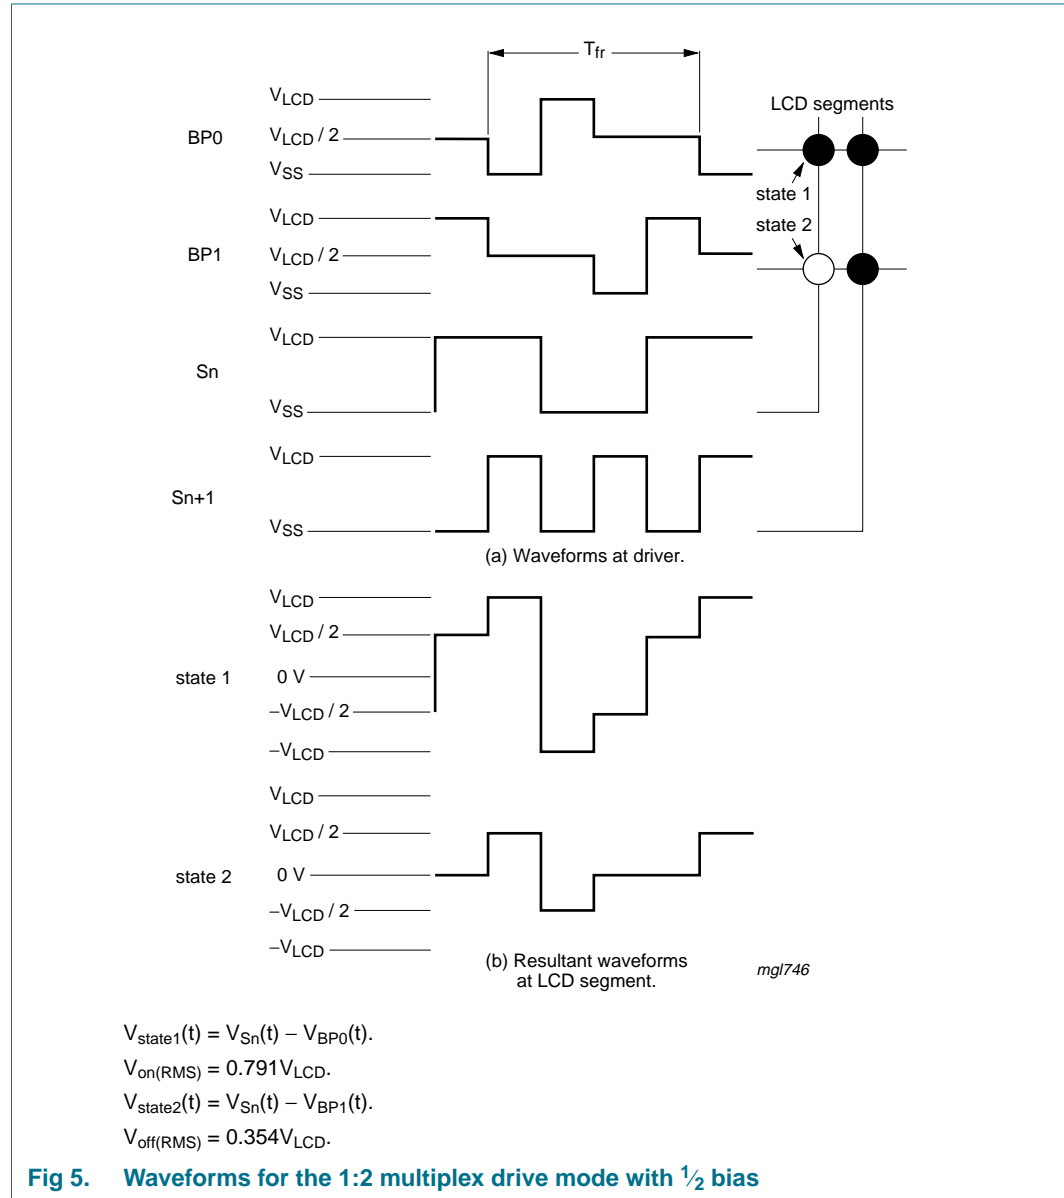 Tfr
VLCD
LCD segments
BP0
VLCD / 2
VSS
state 1
VLCD
state 2
BP1
VLCD / 2
VSS
VLCD
Sn
VSS
VLCD
Sn+1
VSS
(a) Waveforms at driver.
VLCD
VLCD / 2
state 1
0 V
−VLCD / 2
−VLCD
VLCD
VLCD / 2
state 2
0 V
−VLCD / 2
−VLCD
(b) Resultant waveforms
at LCD segment.
mgl746
Vstate1(t) = VSn(t) − VBP0(t).
Von(RMS) = 0.791VLCD.
Vstate2(t) = VSn(t) − VBP1(t).
Voff(RMS) = 0.354VLCD.
Fig 5. Waveforms for the 1:2 multiplex drive mode with 1⁄2 bias